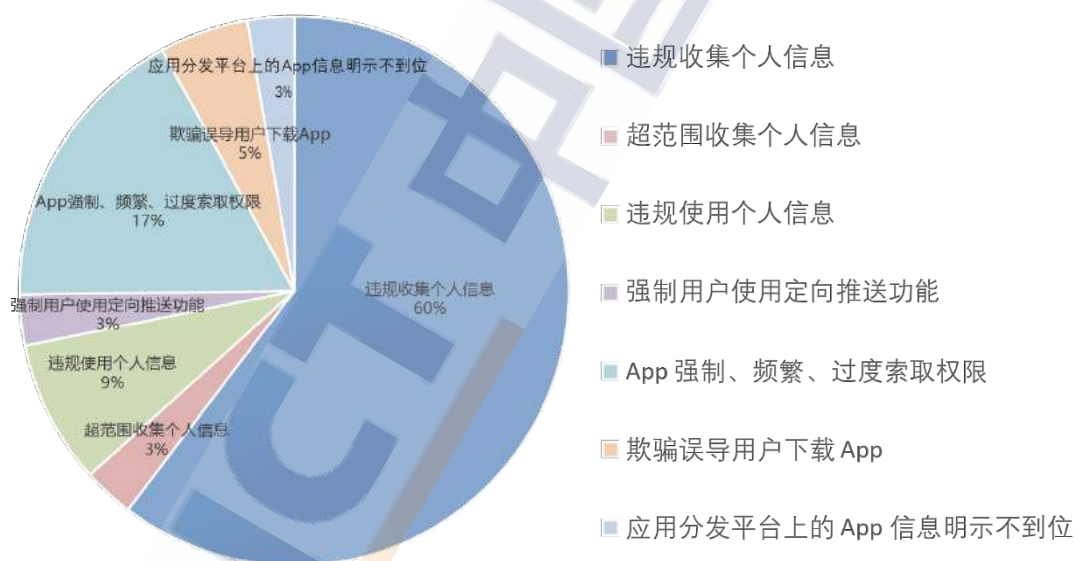 应用分发平台上的App信息明示不到位
3%
欺骗误导用户下载App
5%
App强制、频繁、过度索取权限
17%
违规收集个人信息
60%
强制用户使用定向推送功能
3%
违规使用个人信息
9%
超范围收集个人信息
3%
违规收集个人信息
超范围收集个人信息
违规使用个人信息
强制用户使用定向推送功能
App 强制、频繁、过度索取权限
欺骗误导用户下载 App
应用分发平台上的 App 信息明示不到位